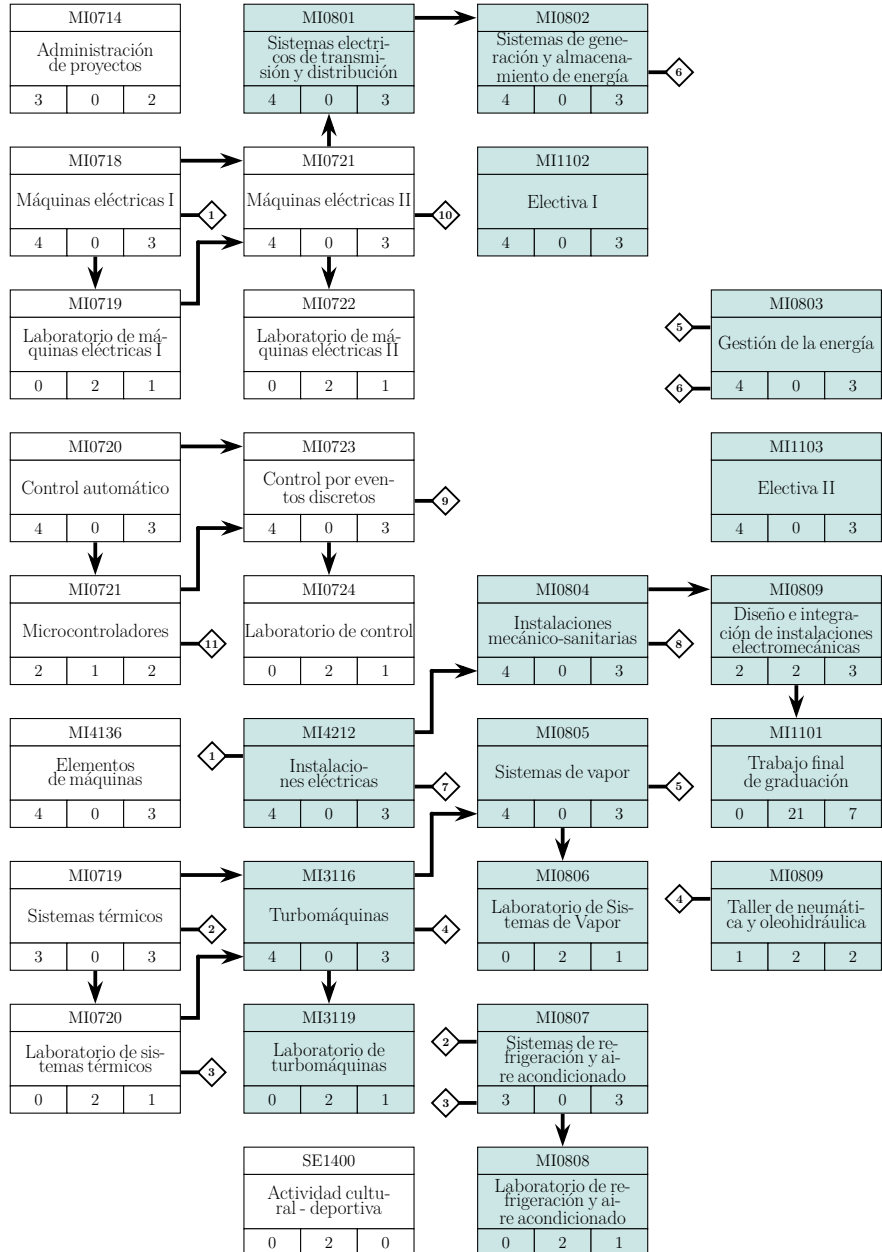 MI0714
Administración
de proyectos
3 0 2
MI0801
Sistemas electri-
cos de transmi-
sión y distribución
4 0 3
MI0802
Sistemas de gene-
ración y almacena-
miento de energía
4 0 3
6
MI0718
Máquinas eléctricas I
4 0 3
1
MI0721
Máquinas eléctricas II
4 0 3
10
MI1102
Electiva I
4 0 3
MI0719
Laboratorio de má-
quinas eléctricas I
0 2 1
MI0722
Laboratorio de má-
quinas eléctricas II
0 2 1
5
6
MI0803
Gestión de la energía
4 0 3
MI0720
Control automático
4 0 3
MI0723
Control por even-
tos discretos
4 0 3
9
MI1103
Electiva II
4 0 3
MI0721
Microcontroladores
2 1 2
11
MI0724
Laboratorio de control
0 2 1
MI0804
Instalaciones
mecánico-sanitarias
4 0 3
8
MI0809
Diseño e integra-
ción de instalaciones
electromecánicas
2 2 3
MI4136
Elementos
de máquinas
4 0 3
1
MI4212
Instalacio-
nes eléctricas
4 0 3
7
MI0805
Sistemas de vapor
4 0 3
5
MI1101
Trabajo final
de graduación
0 21 7
MI0719
Sistemas térmicos
3 0 3
2
MI3116
Turbomáquinas
4 0 3
4
MI0806
Laboratorio de Sis-
temas de Vapor
0 2 1
4
MI0809
Taller de neumáti-
ca y oleohidráulica
1 2 2
MI0720
Laboratorio de sis-
temas térmicos
0 2 1
3
MI3119
Laboratorio de
turbomáquinas
0 2 1
2
3
MI0807
Sistemas de re-
frigeración y ai-
re acondicionado
3 0 3
SE1400
Actividad cultu-
ral - deportiva
0 2 0
MI0808
Laboratorio de re-
frigeración y ai-
re acondicionado
0 2 1